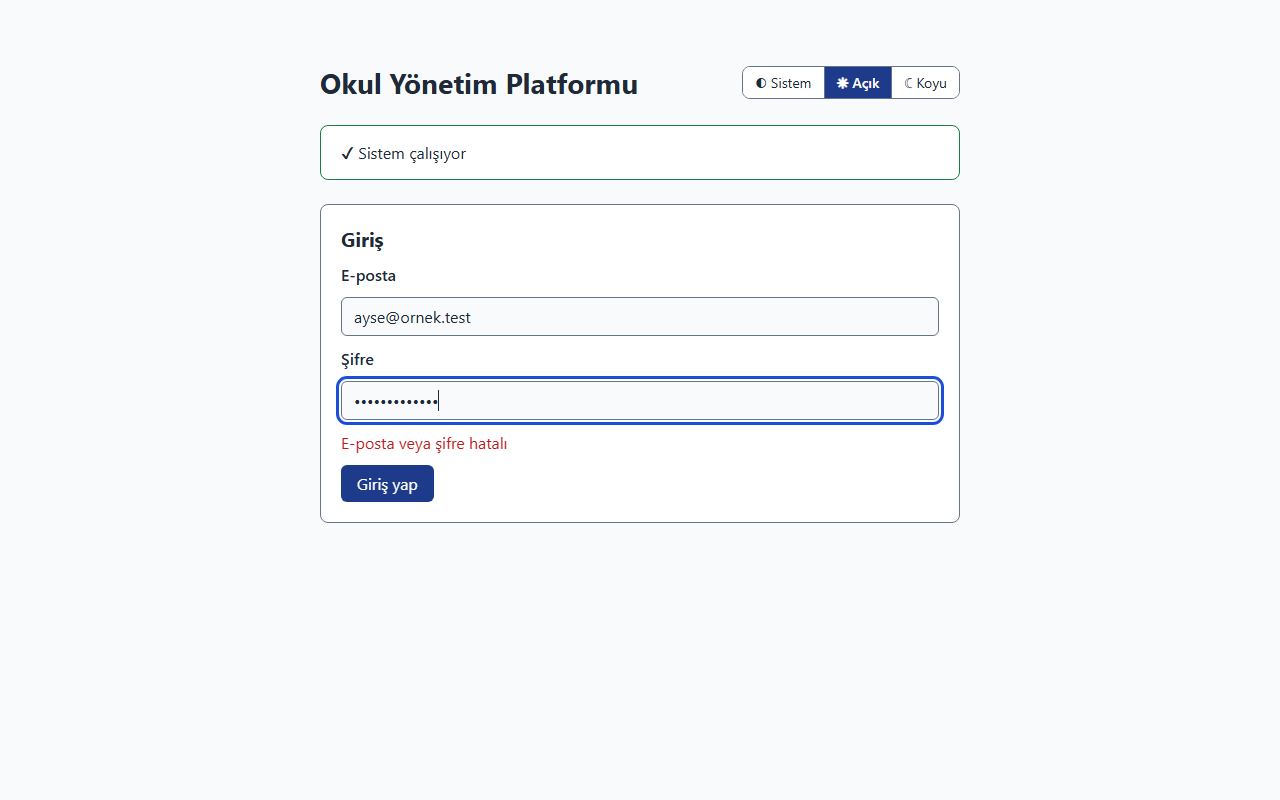 Okul Yönetim Platformu
◐ Sistem ❋ Açık ☾ Koyu
✓ Sistem çalışıyor
Giriş
E-posta
ayse@ornek.test
Şifre
•••••••••••••
E-posta veya şifre hatalı
Giriş yap